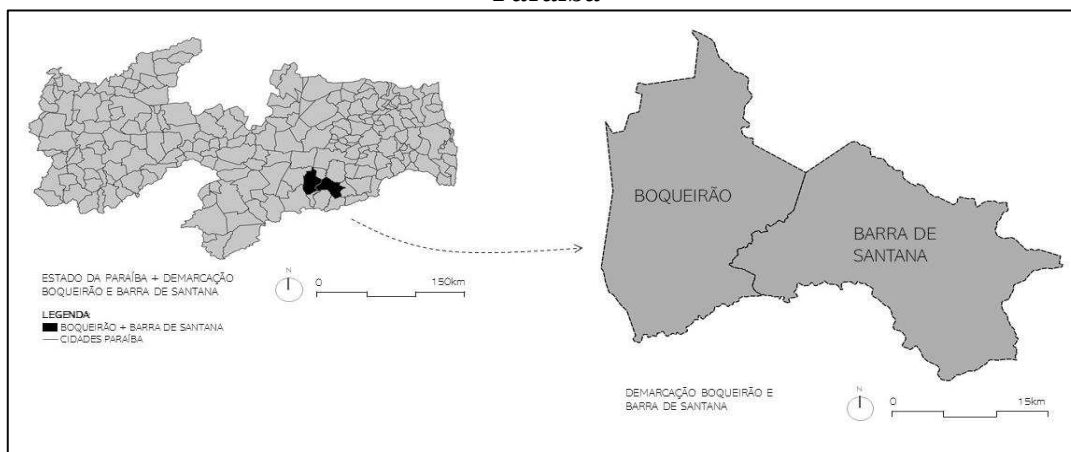 Paraíba
BOQUEIRÃO
BARRA DE
SANTANA
ESTADO DA PARAÍBA + DEMARCAÇÃO
BOQUEIRÃO E BARRA DE SANTANA
N
0 150km
LEGENDA
BOQUEIRÃO + BARRA DE SANTANA
CIDADES PARAÍBA
DEMARCAÇÃO BOQUEIRÃO E
BARRA DE SANTANA
N
0 15km